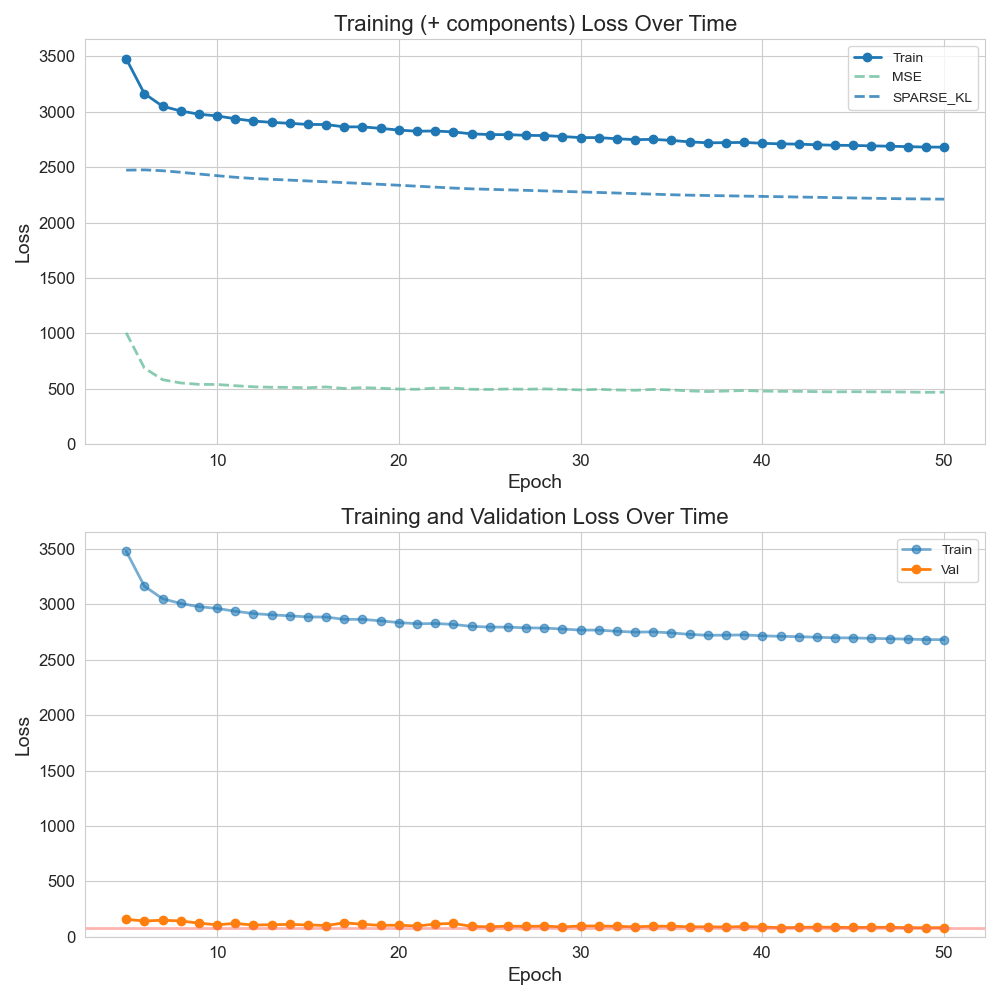 Training (+ components) Loss Over Time
Train
MSE
SPARSE_KL
Loss
3500
3000
2500
2000
1500
1000
500
0
10 20 30 40 50
Epoch
Training and Validation Loss Over Time
Train
Val
Loss
3500
3000
2500
2000
1500
1000
500
0
10 20 30 40 50
Epoch